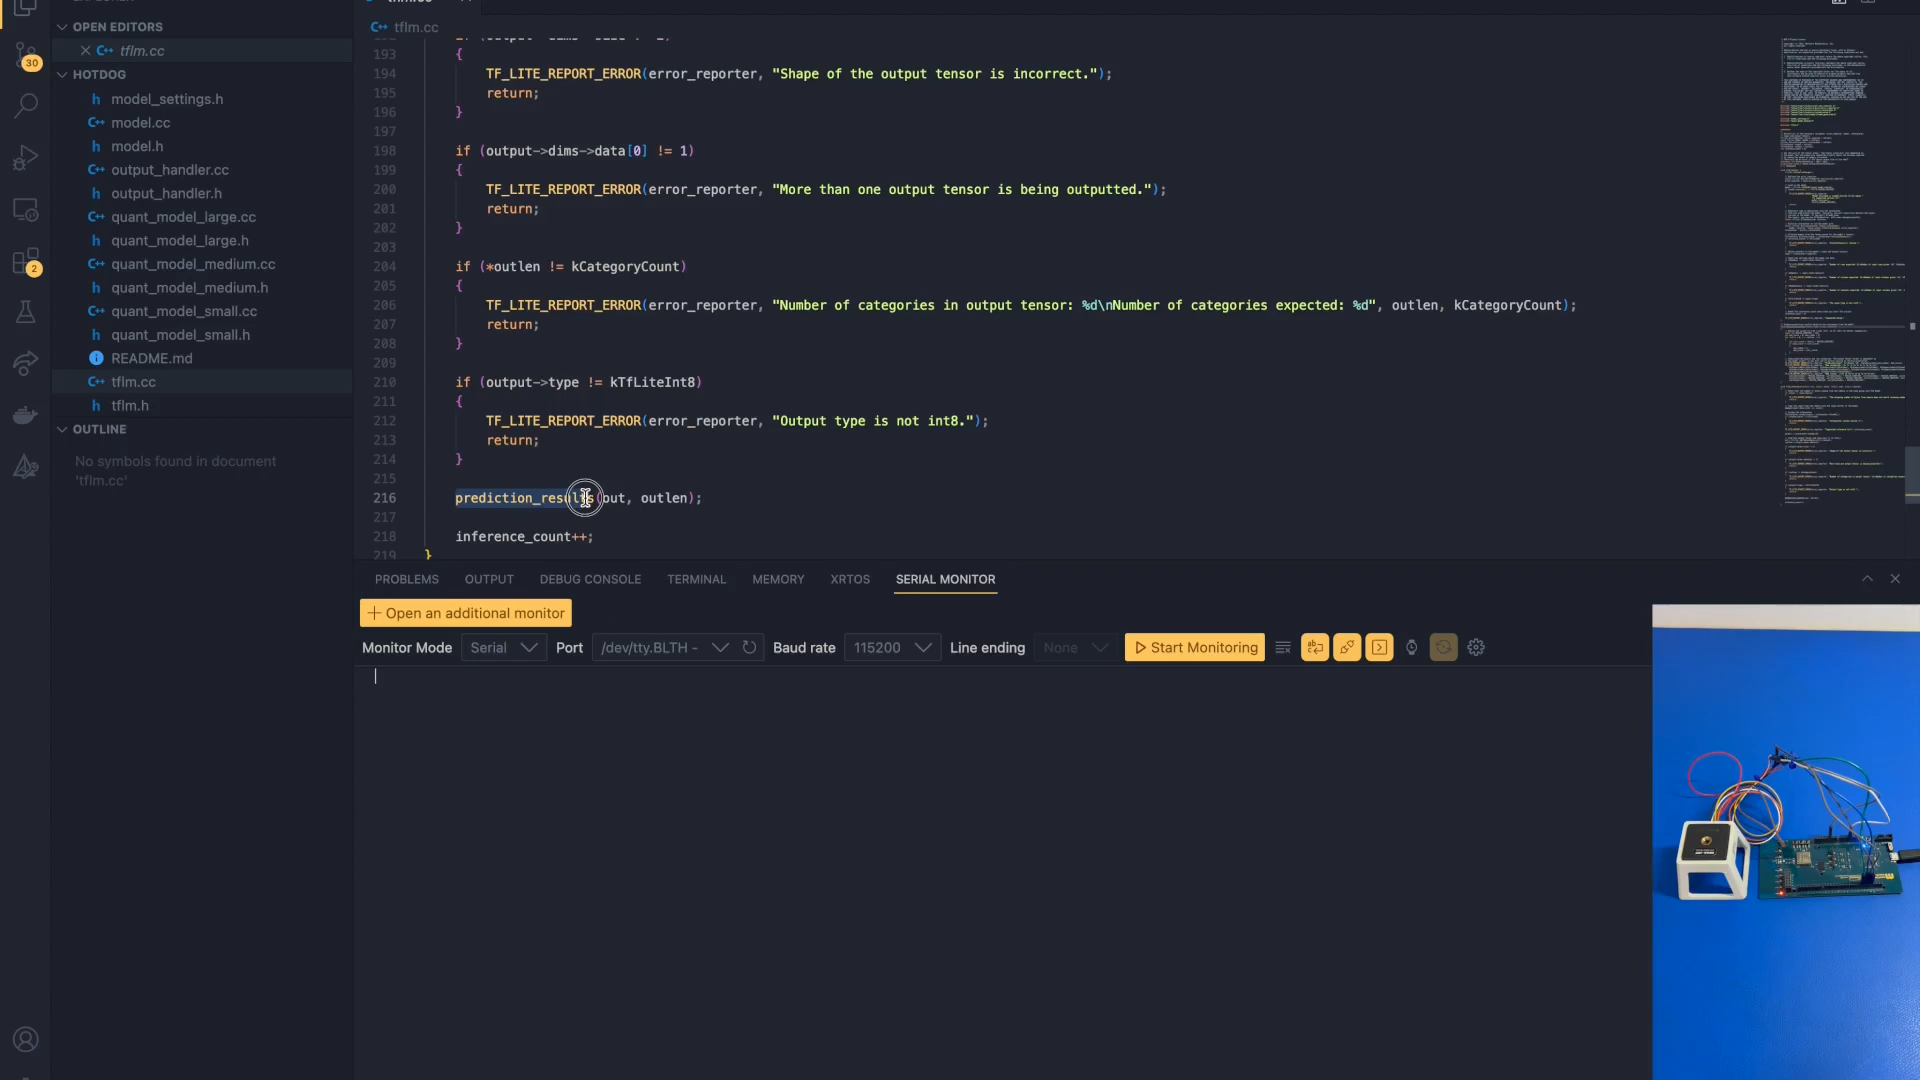 OPEN EDITORS
tflm.cc
HOTDOG
model_settings.h
model.cc
model.h
output_handler.cc
output_handler.h
quant_model_large.cc
quant_model_large.h
quant_model_medium.cc
quant_model_medium.h
quant_model_small.cc
quant_model_small.h
README.md
tflm.cc
tflm.h
OUTLINE
No symbols found in document
'tflm.cc'
30
2
tflm.cc
193 {
194 TF_LITE_REPORT_ERROR(error_reporter, "Shape of the output tensor is incorrect.");
195 return;
196 }
197
198 if (output->dims->data[0] != 1)
199 {
200 TF_LITE_REPORT_ERROR(error_reporter, "More than one output tensor is being outputted.");
201 return;
202 }
203
204 if (*outlen != kCategoryCount)
205 {
206 TF_LITE_REPORT_ERROR(error_reporter, "Number of categories in output tensor: %d\nNumber of categories expected: %d", outlen, kCategoryCount);
207 return;
208 }
209
210 if (output->type != kTfLiteInt8)
211 {
212 TF_LITE_REPORT_ERROR(error_reporter, "Output type is not int8.");
213 return;
214 }
215
216 prediction_results(out, outlen);
217
218 inference_count++;
219 }
PROBLEMS OUTPUT DEBUG CONSOLE TERMINAL MEMORY XRTOS SERIAL MONITOR
+ Open an additional monitor
Monitor Mode Serial Port /dev/tty.BLTH - Baud rate 115200 Line ending None Start Monitoring